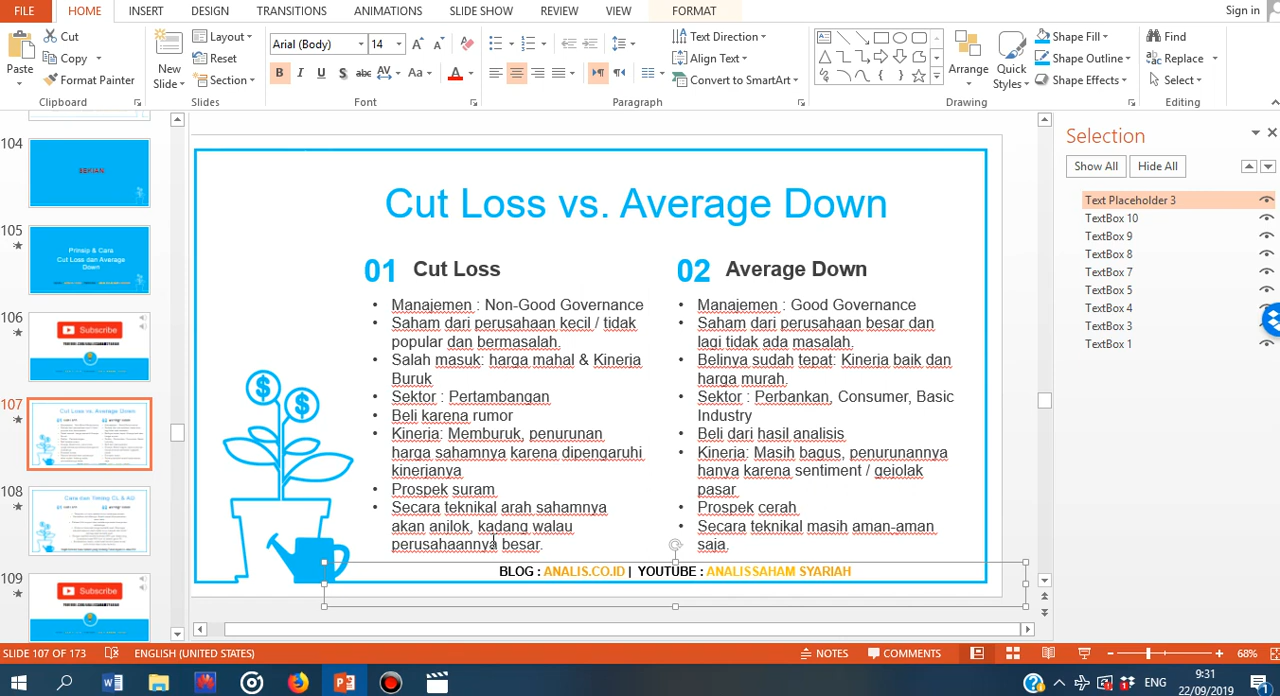 FILE HOME INSERT DESIGN TRANSITIONS ANIMATIONS SLIDE SHOW REVIEW VIEW FORMAT Sign in
Paste
Cut
Copy
Format Painter
Clipboard
New Slide
Layout
Reset
Section
Slides
Arial (Body) 14
B I U S abc AV Aa A
Font
Text Direction
Align Text
Convert to SmartArt
Paragraph
Arrange
Quick Styles
Shape Fill
Shape Outline
Shape Effects
Drawing
Find
Replace
Select
Editing
104
105
Prinsip & Cara
Cut Loss dan Average
Down
106
Subscribe
107
Cut Loss vs. Average Down
108
Cara dan Timing CL & AD
109
Subscribe
Cut Loss vs. Average Down
01 Cut Loss
• Manajemen : Non-Good Governance
• Saham dari perusahaan kecil / tidak
popular dan bermasalah.
• Salah masuk: harga mahal & Kinerja
Buruk
• Sektor : Pertambangan
• Beli karena rumor
• Kineria: Memburuk, penurunan
harga sahamnya karena dipengaruhi
kinerjanya
• Prospek suram
• Secara teknikal arah sahamnya
akan anjlok, kadang walau
perusahaannya besar.
02 Average Down
• Manajemen : Good Governance
• Saham dari perusahaan besar dan
lagi tidak ada masalah.
• Belinya sudah tepat: Kinerja baik dan
harga murah.
• Sektor : Perbankan, Consumer, Basic
Industry
• Beli dari hasil analisis
• Kineria: Masih bagus, penurunannya
hanya karena sentiment / gejolak
pasar
• Prospek cerah
• Secara teknikal masih aman-aman
saja.
BLOG : ANALIS.CO.ID | YOUTUBE : ANALISSAHAM SYARIAH
Selection
Show All Hide All
Text Placeholder 3
TextBox 10
TextBox 9
TextBox 8
TextBox 7
TextBox 5
TextBox 4
TextBox 3
TextBox 1
SLIDE 107 OF 173 ENGLISH (UNITED STATES) NOTES COMMENTS 68%
ENG
9:31
22/09/2019